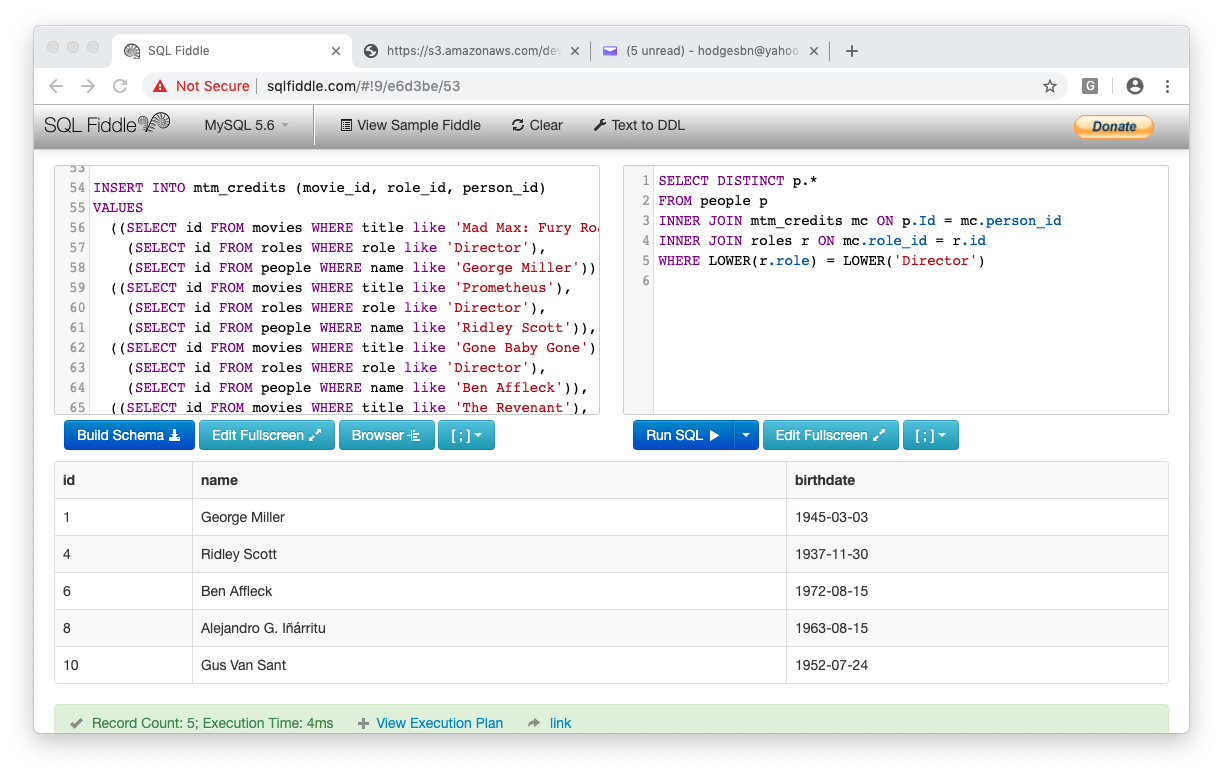 SQL Fiddle
https://s3.amazonaws.com/dev
(5 unread) - hodgesbn@yahoo
Not Secure
sqlfiddle.com/#!9/e6d3be/53
G
SQL Fiddle
MySQL 5.6
View Sample Fiddle
Clear
Text to DDL
Donate
53
54 INSERT INTO mtm_credits (movie_id, role_id, person_id)
55 VALUES
56 ((SELECT id FROM movies WHERE title like 'Mad Max: Fury Roa
57 (SELECT id FROM roles WHERE role like 'Director'),
58 (SELECT id FROM people WHERE name like 'George Miller'))
59 ((SELECT id FROM movies WHERE title like 'Prometheus'),
60 (SELECT id FROM roles WHERE role like 'Director'),
61 (SELECT id FROM people WHERE name like 'Ridley Scott')),
62 ((SELECT id FROM movies WHERE title like 'Gone Baby Gone')
63 (SELECT id FROM roles WHERE role like 'Director'),
64 (SELECT id FROM people WHERE name like 'Ben Affleck')),
65 ((SELECT id FROM movies WHERE title like 'The Revenant'),
1 SELECT DISTINCT p.*
2 FROM people p
3 INNER JOIN mtm_credits mc ON p.Id = mc.person_id
4 INNER JOIN roles r ON mc.role_id = r.id
5 WHERE LOWER(r.role) = LOWER('Director')
6
Build Schema
Edit Fullscreen
Browser
[ ; ]
Run SQL
Edit Fullscreen
[ ; ]
id name birthdate
1 George Miller 1945-03-03
4 Ridley Scott 1937-11-30
6 Ben Affleck 1972-08-15
8 Alejandro G. Iñárritu 1963-08-15
10 Gus Van Sant 1952-07-24
Record Count: 5; Execution Time: 4ms
View Execution Plan
link